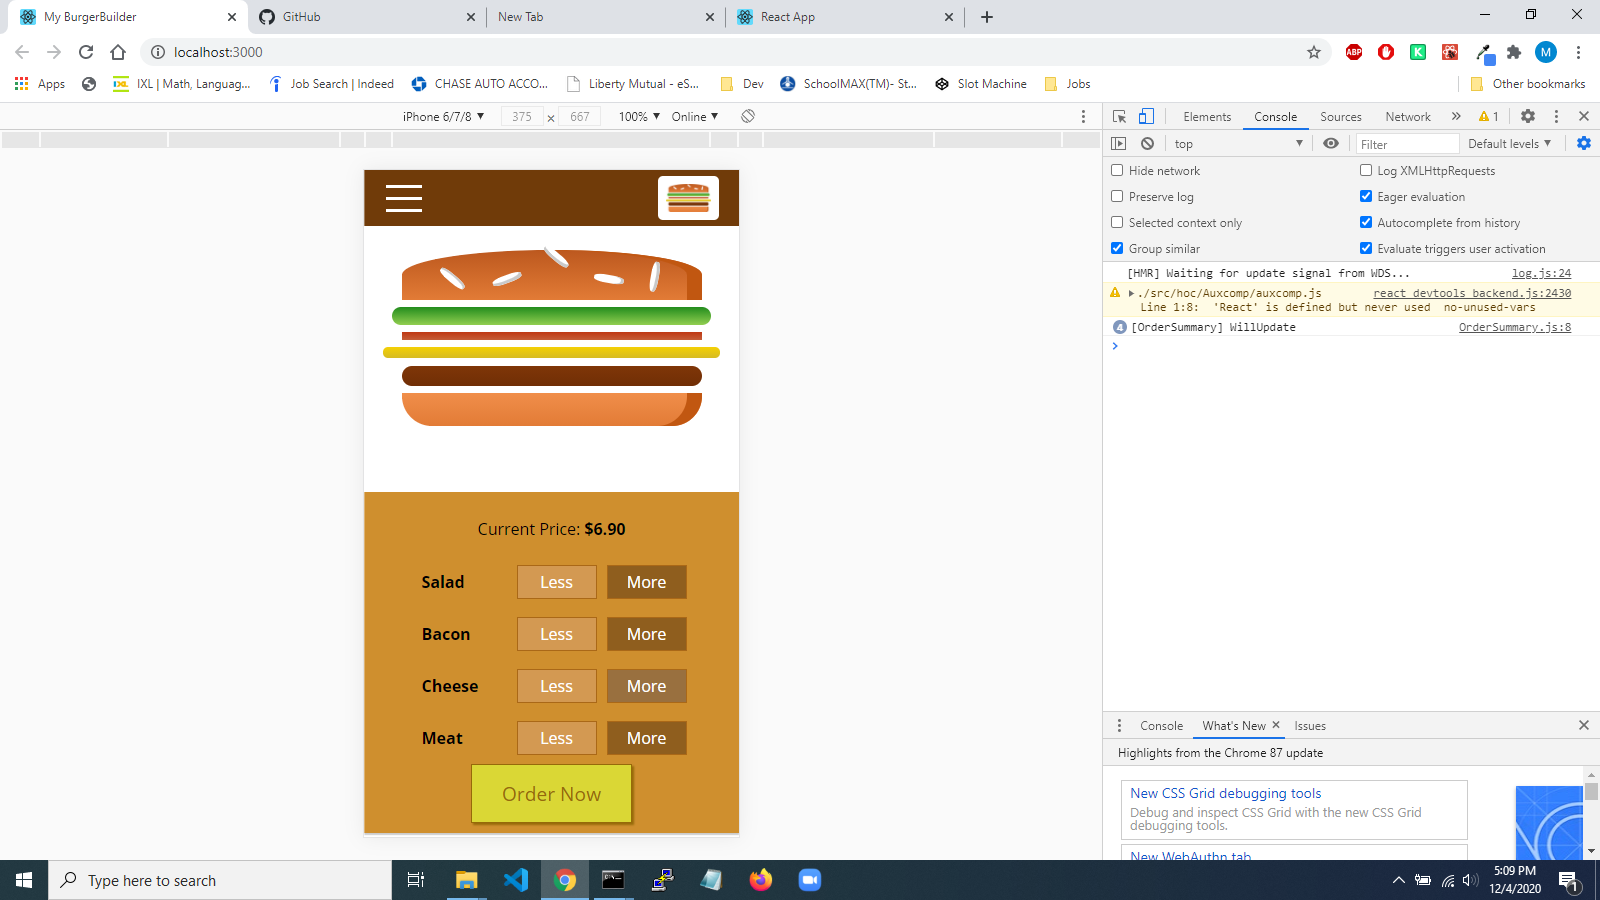 My BurgerBuilder
GitHub
New Tab
React App
localhost:3000
ABP
K
M
Apps
IXL
IXL | Math, Languag...
Job Search | Indeed
CHASE AUTO ACCO...
Liberty Mutual - eS...
Dev
SchoolMAX(TM)- St...
Slot Machine
Jobs
Other bookmarks
iPhone 6/7/8
375
×
667
100%
Online
Elements
Console
Sources
Network
»
1
top
Filter
Default levels
Hide network
Log XMLHttpRequests
Preserve log
Eager evaluation
Selected context only
Autocomplete from history
Group similar
Evaluate triggers user activation
[HMR] Waiting for update signal from WDS...
log.js:24
./src/hoc/Auxcomp/auxcomp.js
react_devtools_backend.js:2430
Line 1:8:  'React' is defined but never used  no-unused-vars
4
[OrderSummary] WillUpdate
OrderSummary.js:8
Current Price: $6.90
Salad
Less
More
Bacon
Less
More
Cheese
Less
More
Meat
Less
More
Order Now
Console
What's New
Issues
Highlights from the Chrome 87 update
New CSS Grid debugging tools
Debug and inspect CSS Grid with the new CSS Grid
debugging tools.
New WebAuthn tab
Type here to search
5:09 PM
12/4/2020
1